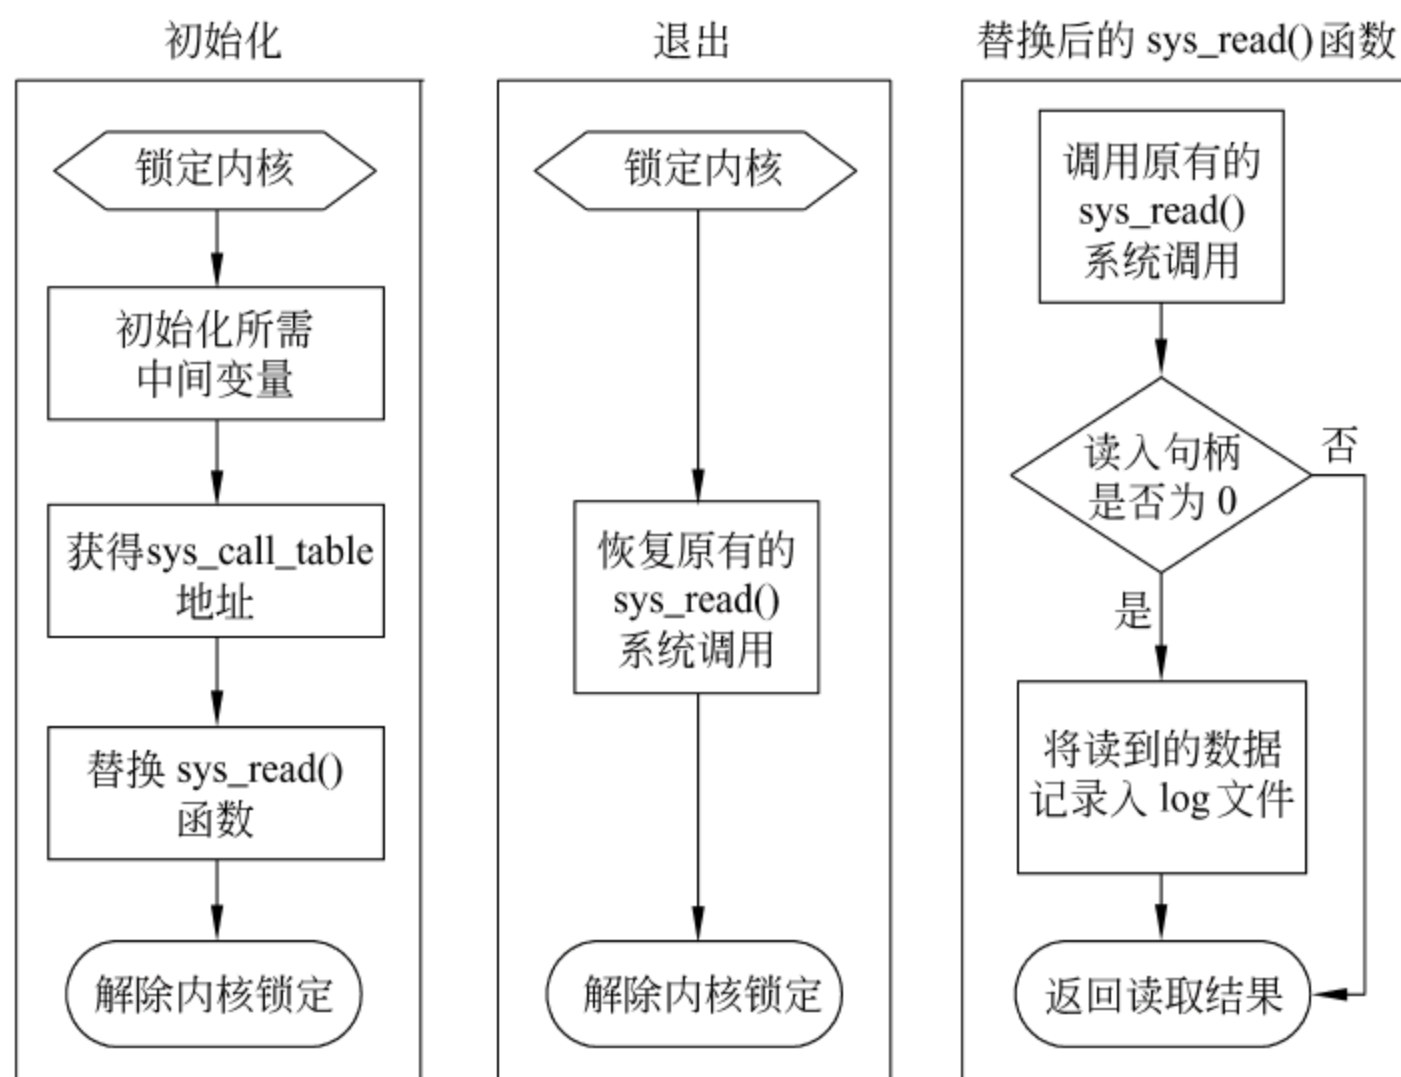 初始化
锁定内核
初始化所需
中间变量
获得sys_call_table
地址
替换 sys_read()
函数
解除内核锁定
退出
锁定内核
恢复原有的
sys_read()
系统调用
解除内核锁定
替换后的 sys_read()函数
调用原有的
sys_read()
系统调用
读入句柄
是否为 0
否
是
将读到的数据
记录入 log 文件
返回读取结果